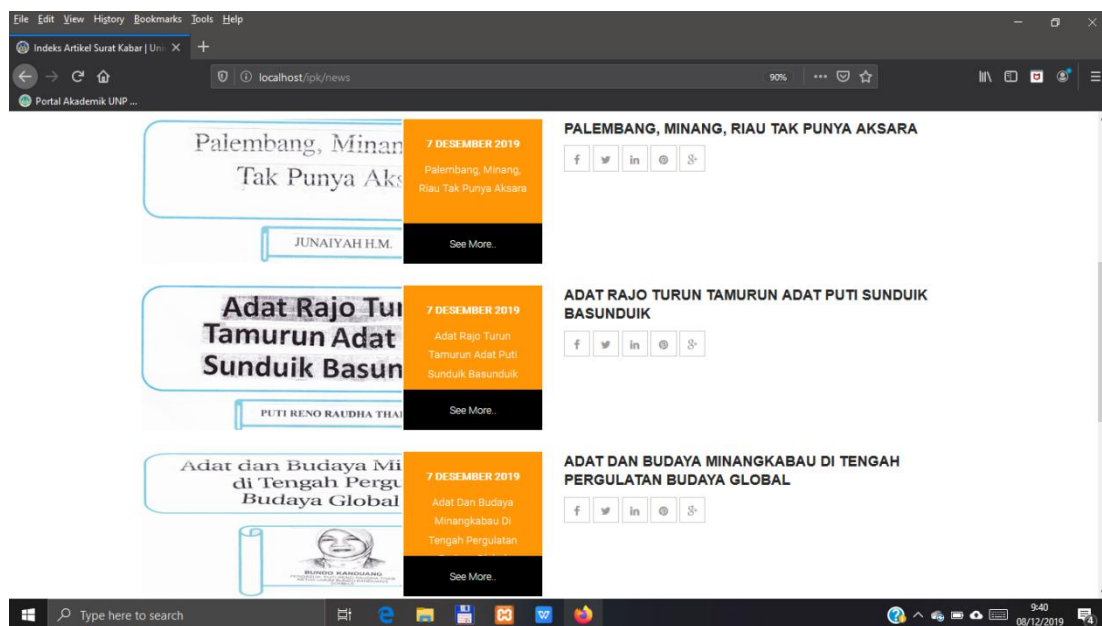 File Edit View History Bookmarks Tools Help
Indeks Artikel Surat Kabar | Uni
localhost/ipk/news
90%
Portal Akademik UNP ...
Palembang, Minan
Tak Punya Aks
JUNAIYAH H.M.
7 DESEMBER 2019
Palembang, Minang,
Riau Tak Punya Aksara
See More..
PALEMBANG, MINANG, RIAU TAK PUNYA AKSARA
Adat Rajo Tur
Tamurun Adat
Sunduik Basun
PUTI RENO RAUDHA THAI
7 DESEMBER 2019
Adat Rajo Turun
Tamurun Adat Puti
Sunduik Basunduik
See More..
ADAT RAJO TURUN TAMURUN ADAT PUTI SUNDUIK
BASUNDUIK
Adat dan Budaya Mi
di Tengah Pergu
Budaya Global
BUNDO KANDUANG
7 DESEMBER 2019
Adat Dan Budaya
Minangkabau Di
Tengah Pergulatan
See More..
ADAT DAN BUDAYA MINANGKABAU DI TENGAH
PERGULATAN BUDAYA GLOBAL
Type here to search
9:40
08/12/2019